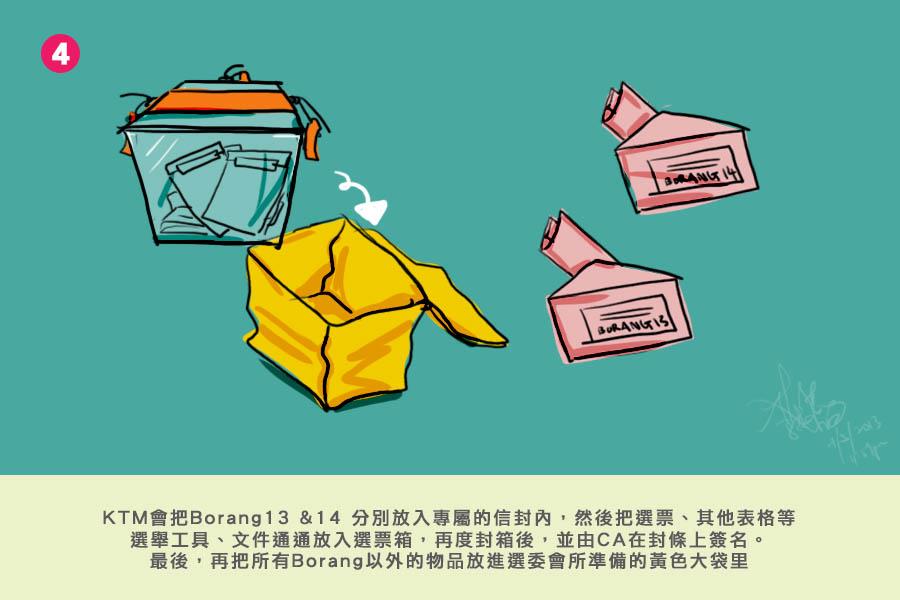 4
BORANG 14
BORANG 13
KTM會把Borang13 &14 分別放入專屬的信封內，然後把選票、其他表格等
選舉工具、文件通通放入選票箱，再度封箱後，並由CA在封條上簽名。
最後，再把所有Borang以外的物品放進選委會所準備的黃色大袋里